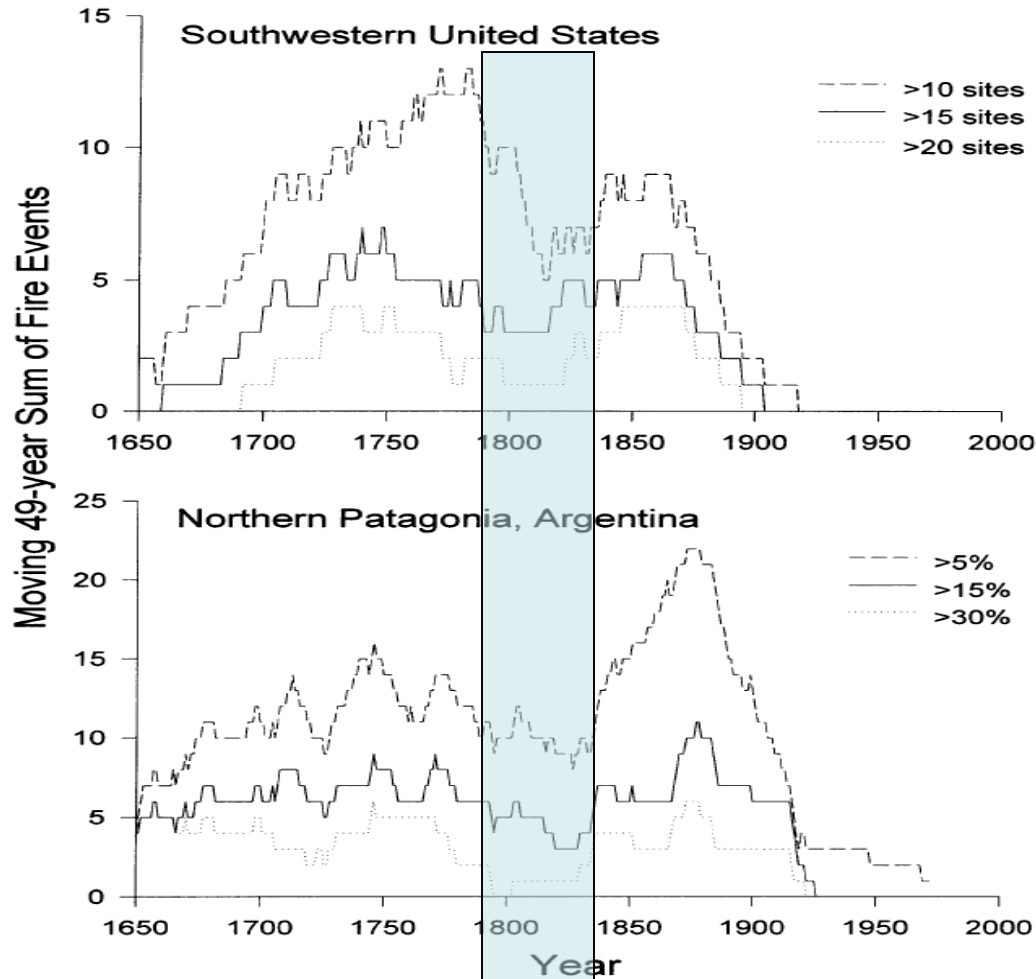 Moving 49-year Sum of Fire Events
15
Southwestern United States
>10 sites
>15 sites
>20 sites
10
5
0
1650 1700 1750 1800 1850 1900 1950 2000
25
Northern Patagonia, Argentina
>5%
>15%
>30%
20
15
10
5
0
1650 1700 1750 1800 1850 1900 1950 2000
Year